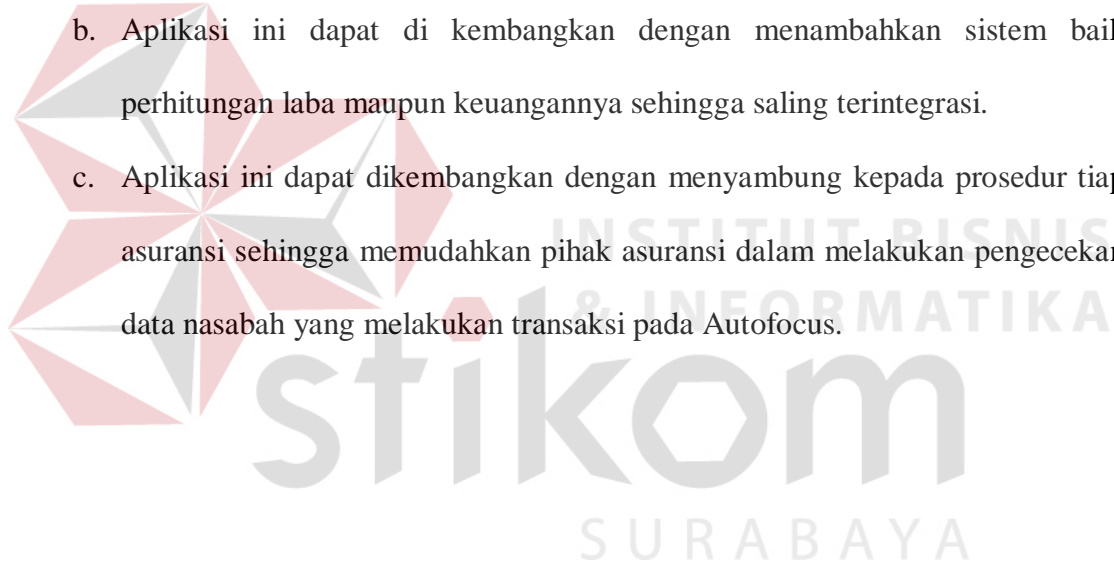 b. Aplikasi ini dapat di kembangkan dengan menambahkan sistem baik
perhitungan laba maupun keuangannya sehingga saling terintegrasi.
c. Aplikasi ini dapat dikembangkan dengan menyambung kepada prosedur tiap
asuransi sehingga memudahkan pihak asuransi dalam melakukan pengecekan
data nasabah yang melakukan transaksi pada Autofocus.
INSTITUT BISNIS
& INFORMATIKA
stikom
SURABAYA